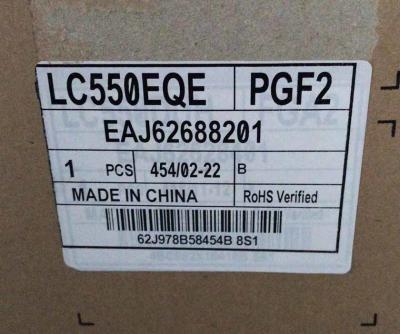 LC550EQE PGF2
EAJ62688201
1 PCS 454/02-22 B
MADE IN CHINA RoHS Verified
62J978B58454B 8S1